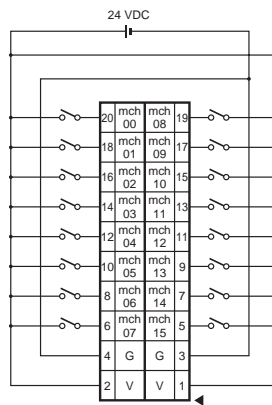 24 VDC
20 mch 00 mch 08 19
18 mch 01 mch 09 17
16 mch 02 mch 10 15
14 mch 03 mch 11 13
12 mch 04 mch 12 11
10 mch 05 mch 13 9
8 mch 06 mch 14 7
6 mch 07 mch 15 5
4 G G 3
2 V V 1